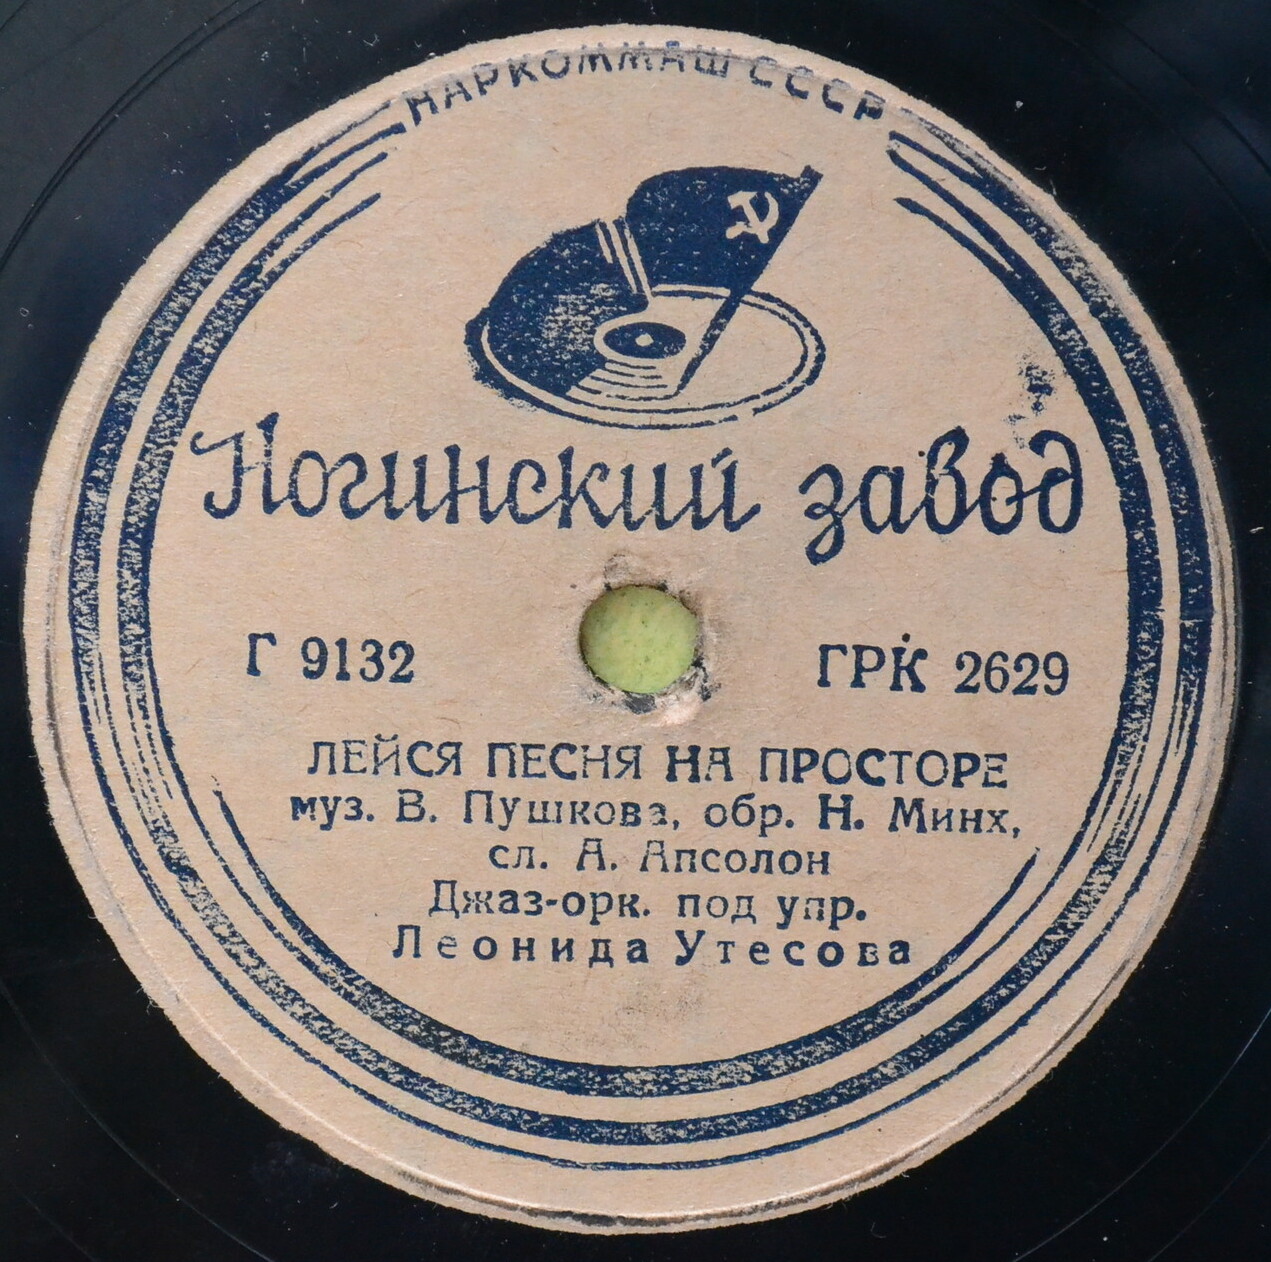 НАРКОММАШ СССР
Ногинский завод
Г 9132
ГРК 2629
ЛЕЙСЯ ПЕСНЯ НА ПРОСТОРЕ
муз. В. Пушкова, обр. Н. Минх,
сл. А. Апсолон
Джаз-орк. под упр.
Леонида Утесова